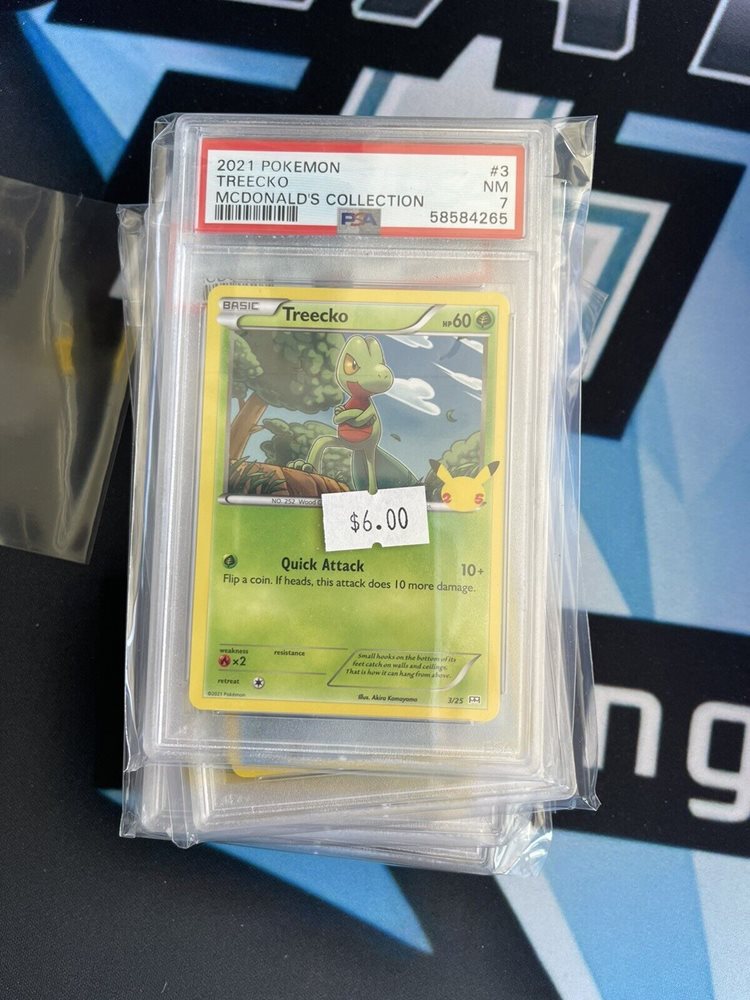 2021 POKEMON #3
TREECKO NM
MCDONALD'S COLLECTION 7
PSA 58584265
BASIC Treecko HP60
NO. 252 Wood
25
$6.00
Quick Attack 10+
Flip a coin. If heads, this attack does 10 more damage.
weakness resistance
×2
Small hooks on the bottom of its
feet catch on walls and ceilings.
That is how it can hang from above.
retreat
©2021 Pokémon Illus. Akira Komayama 3/25
ng